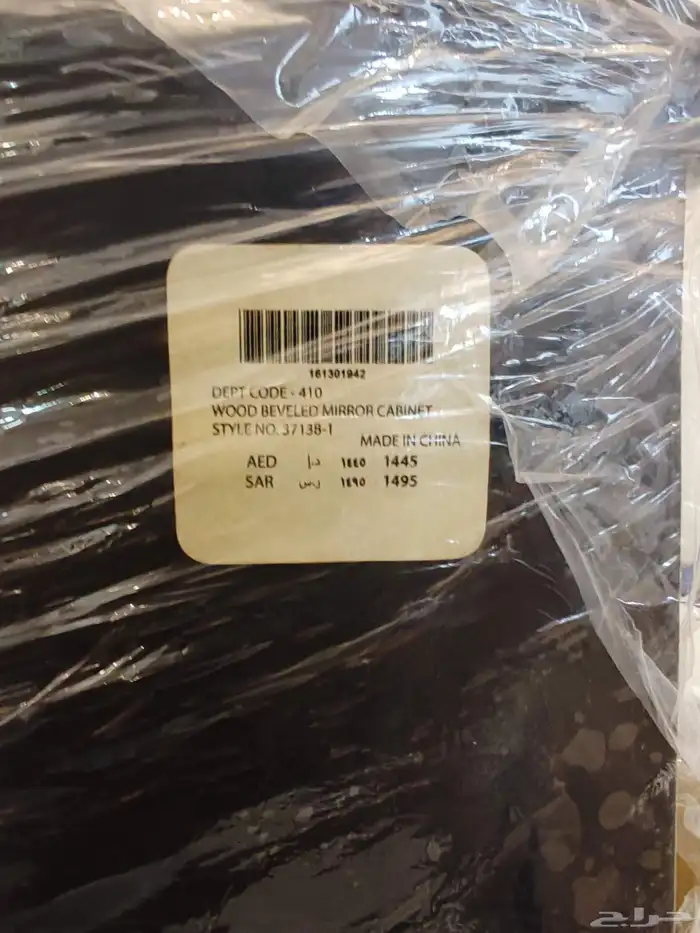 161301942
DEPT CODE - 410
WOOD BEVELED MIRROR CABINET
STYLE NO. 37138-1
MADE IN CHINA
AED د.إ ١٤٤٥ 1445
SAR ر.س ١٤٩٥ 1495
حراج